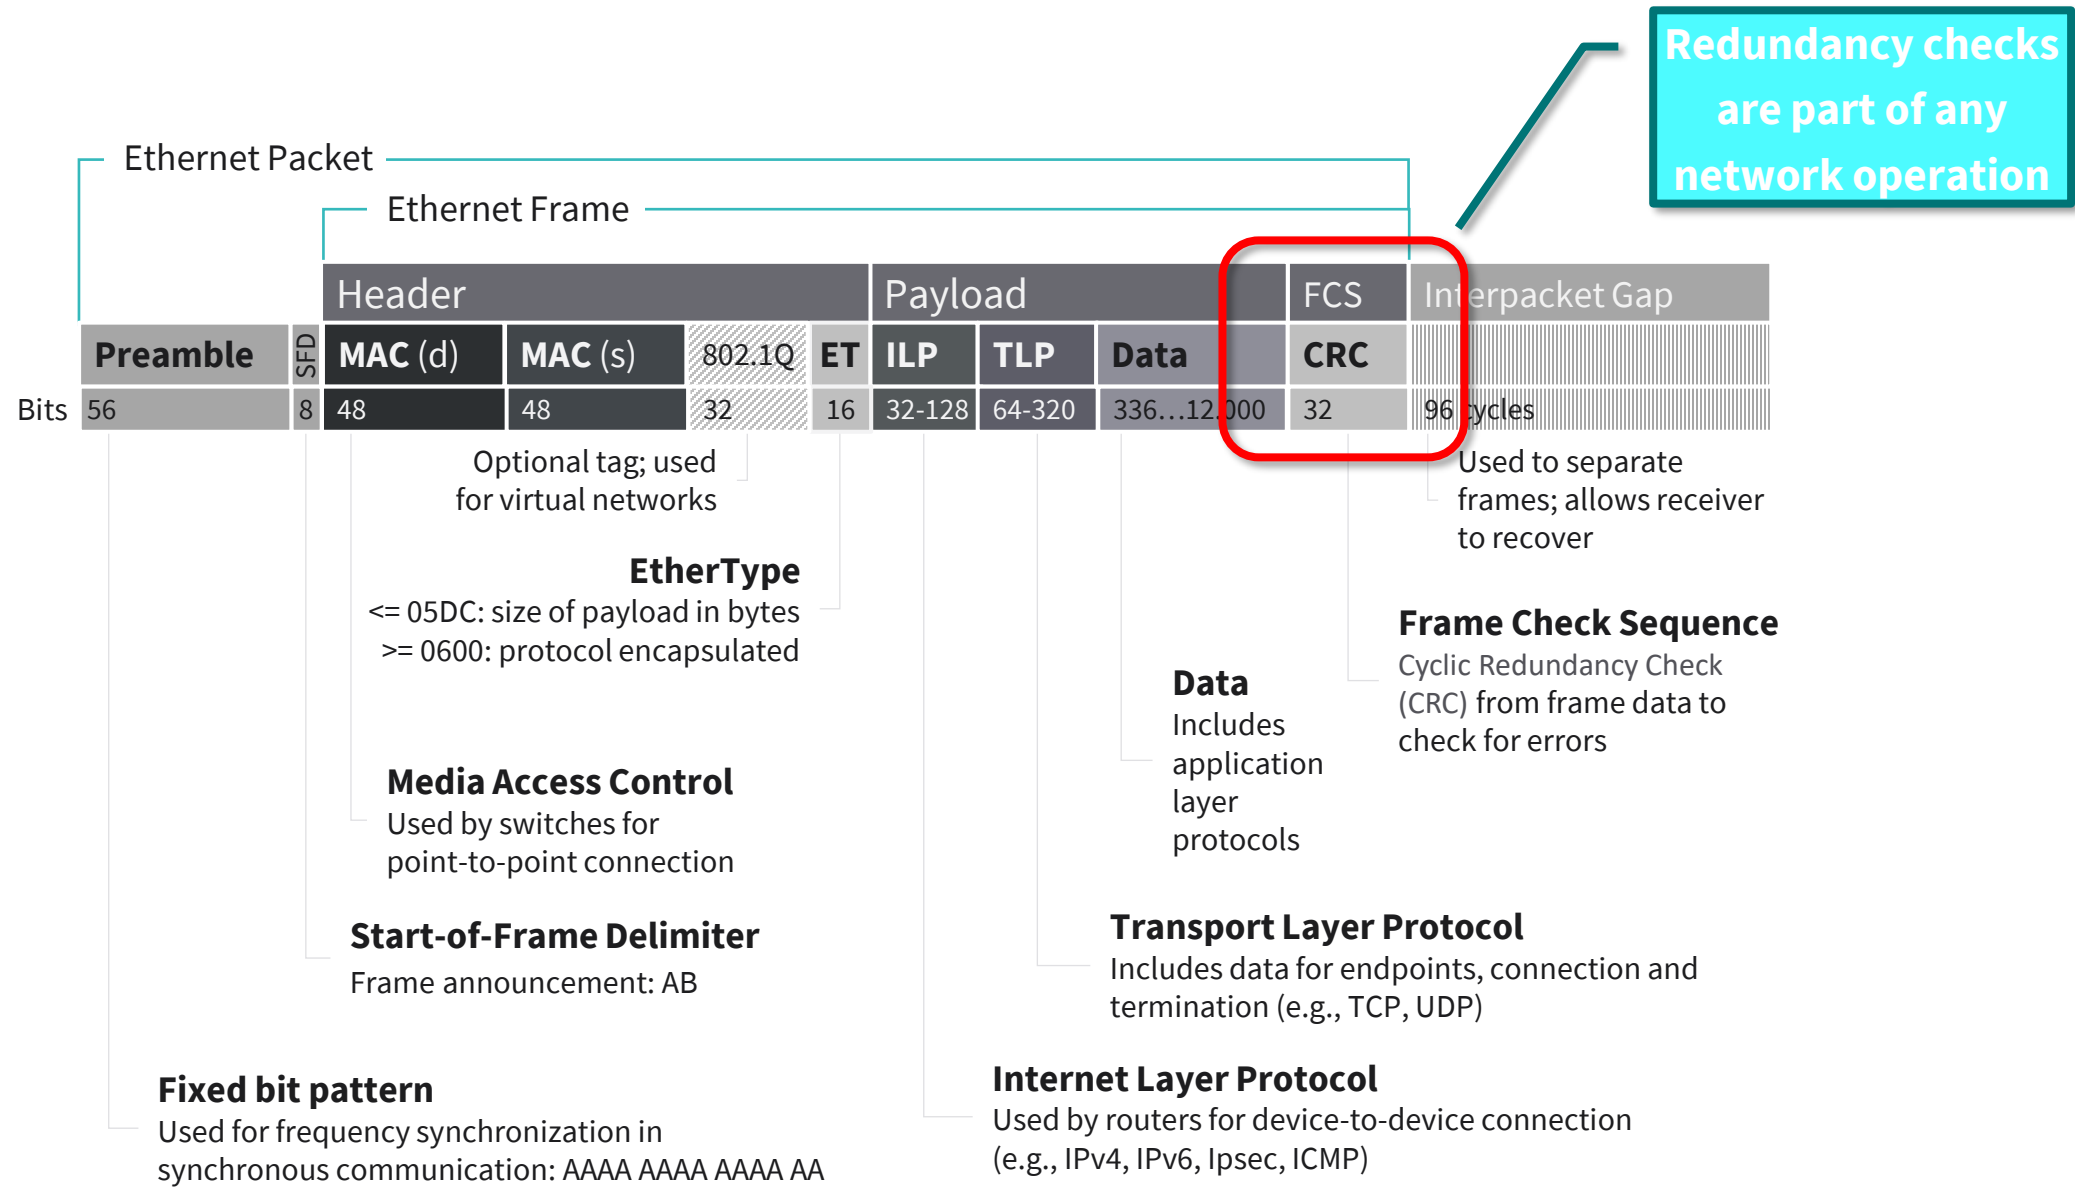 Redundancy checks
are part of any
network operation
Ethernet Packet
Ethernet Frame
Header Payload FCS Interpacket Gap
Preamble SFD MAC (d) MAC (s) 802.1Q ET ILP TLP Data CRC
Bits 56 8 48 48 32 16 32-128 64-320 336...12.000 32 96 cycles
Optional tag; used
for virtual networks
Used to separate
frames; allows receiver
to recover
EtherType
<= 05DC: size of payload in bytes
>= 0600: protocol encapsulated
Frame Check Sequence
Cyclic Redundancy Check
(CRC) from frame data to
check for errors
Data
Includes
application
layer
protocols
Media Access Control
Used by switches for
point-to-point connection
Start-of-Frame Delimiter
Frame announcement: AB
Transport Layer Protocol
Includes data for endpoints, connection and
termination (e.g., TCP, UDP)
Fixed bit pattern
Used for frequency synchronization in
synchronous communication: AAAA AAAA AAAA AA
Internet Layer Protocol
Used by routers for device-to-device connection
(e.g., IPv4, IPv6, Ipsec, ICMP)